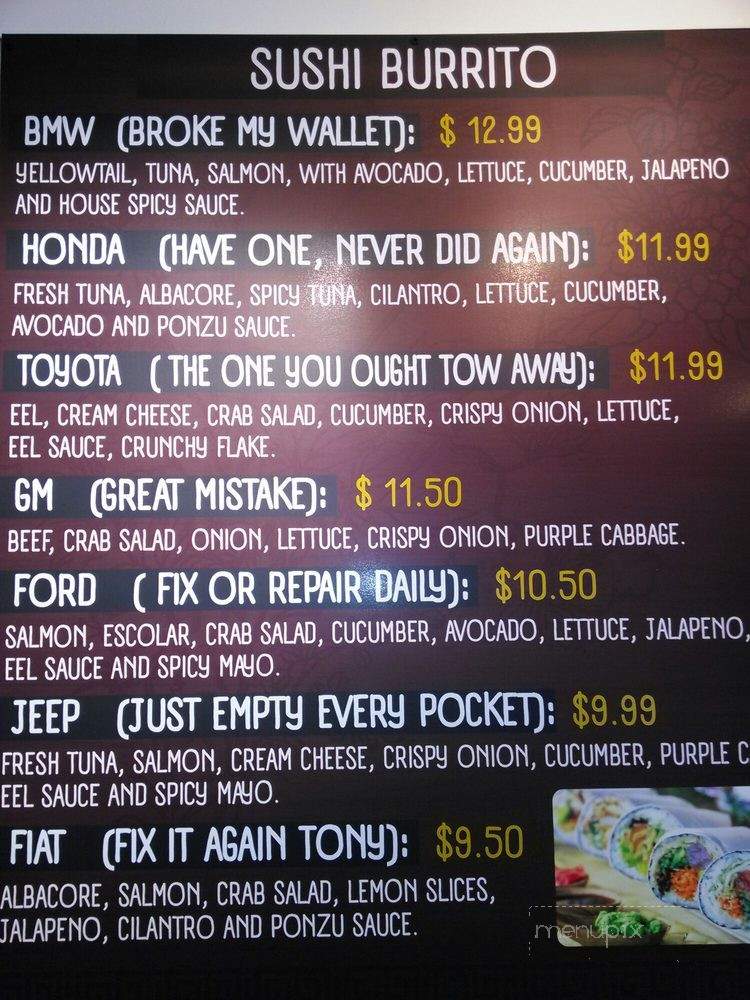 SUSHI BURRITO
BMW (BROKE MY WALLET): $ 12.99
YELLOWTAIL, TUNA, SALMON, WITH AVOCADO, LETTUCE, CUCUMBER, JALAPENO
AND HOUSE SPICY SAUCE.
HONDA (HAVE ONE, NEVER DID AGAIN): $11.99
FRESH TUNA, ALBACORE, SPICY TUNA, CILANTRO, LETTUCE, CUCUMBER,
AVOCADO AND PONZU SAUCE.
TOYOTA ( THE ONE YOU OUGHT TOW AWAY): $11.99
EEL, CREAM CHEESE, CRAB SALAD, CUCUMBER, CRISPY ONION, LETTUCE,
EEL SAUCE, CRUNCHY FLAKE.
GM (GREAT MISTAKE): $ 11.50
BEEF, CRAB SALAD, ONION, LETTUCE, CRISPY ONION, PURPLE CABBAGE.
FORD ( FIX OR REPAIR DAILY): $10.50
SALMON, ESCOLAR, CRAB SALAD, CUCUMBER, AVOCADO, LETTUCE, JALAPENO,
EEL SAUCE AND SPICY MAYO.
JEEP (JUST EMPTY EVERY POCKET): $9.99
FRESH TUNA, SALMON, CREAM CHEESE, CRISPY ONION, CUCUMBER, PURPLE C
EEL SAUCE AND SPICY MAYO.
FIAT (FIX IT AGAIN TONY): $9.50
ALBACORE, SALMON, CRAB SALAD, LEMON SLICES,
JALAPENO, CILANTRO AND PONZU SAUCE.
menupix